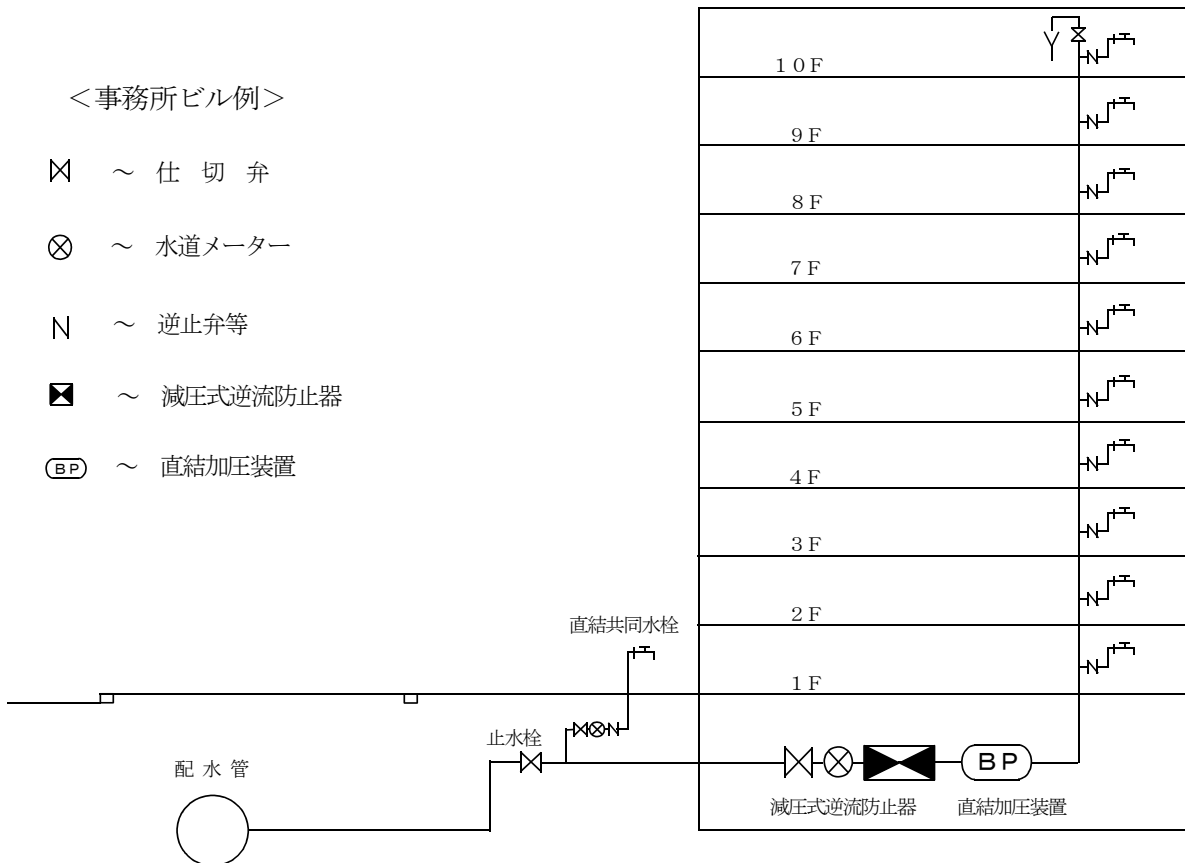 ＜事務所ビル例＞
～ 仕 切 弁
～ 水道メーター
～ 逆止弁等
～ 減圧式逆流防止器
BP ～ 直結加圧装置
１０F
９F
８F
７F
６F
５F
４F
３F
２F
１F
直結共同水栓
止水栓
配 水 管
BP
減圧式逆流防止器 直結加圧装置